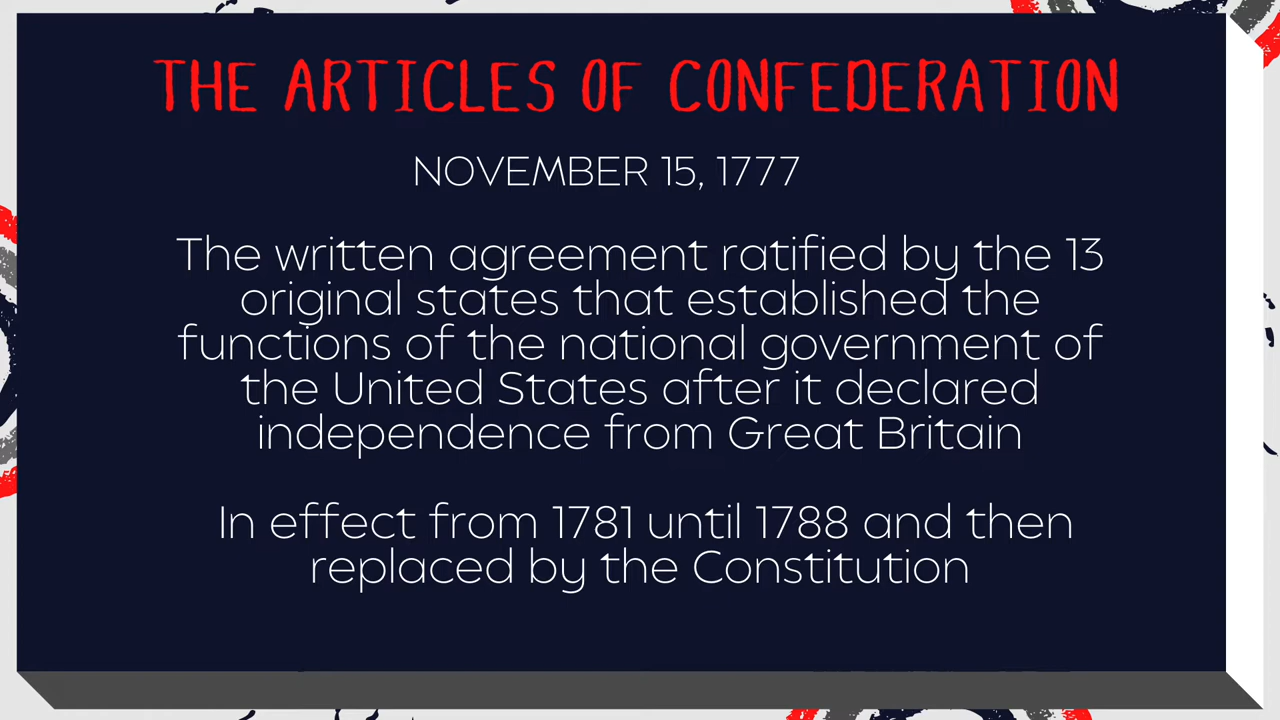 THE ARTICLES OF CONFEDERATION
NOVEMBER 15, 1777
The written agreement ratified by the 13
original states that established the
functions of the national government of
the United States after it declared
independence from Great Britain
In effect from 1781 until 1788 and then
replaced by the Constitution